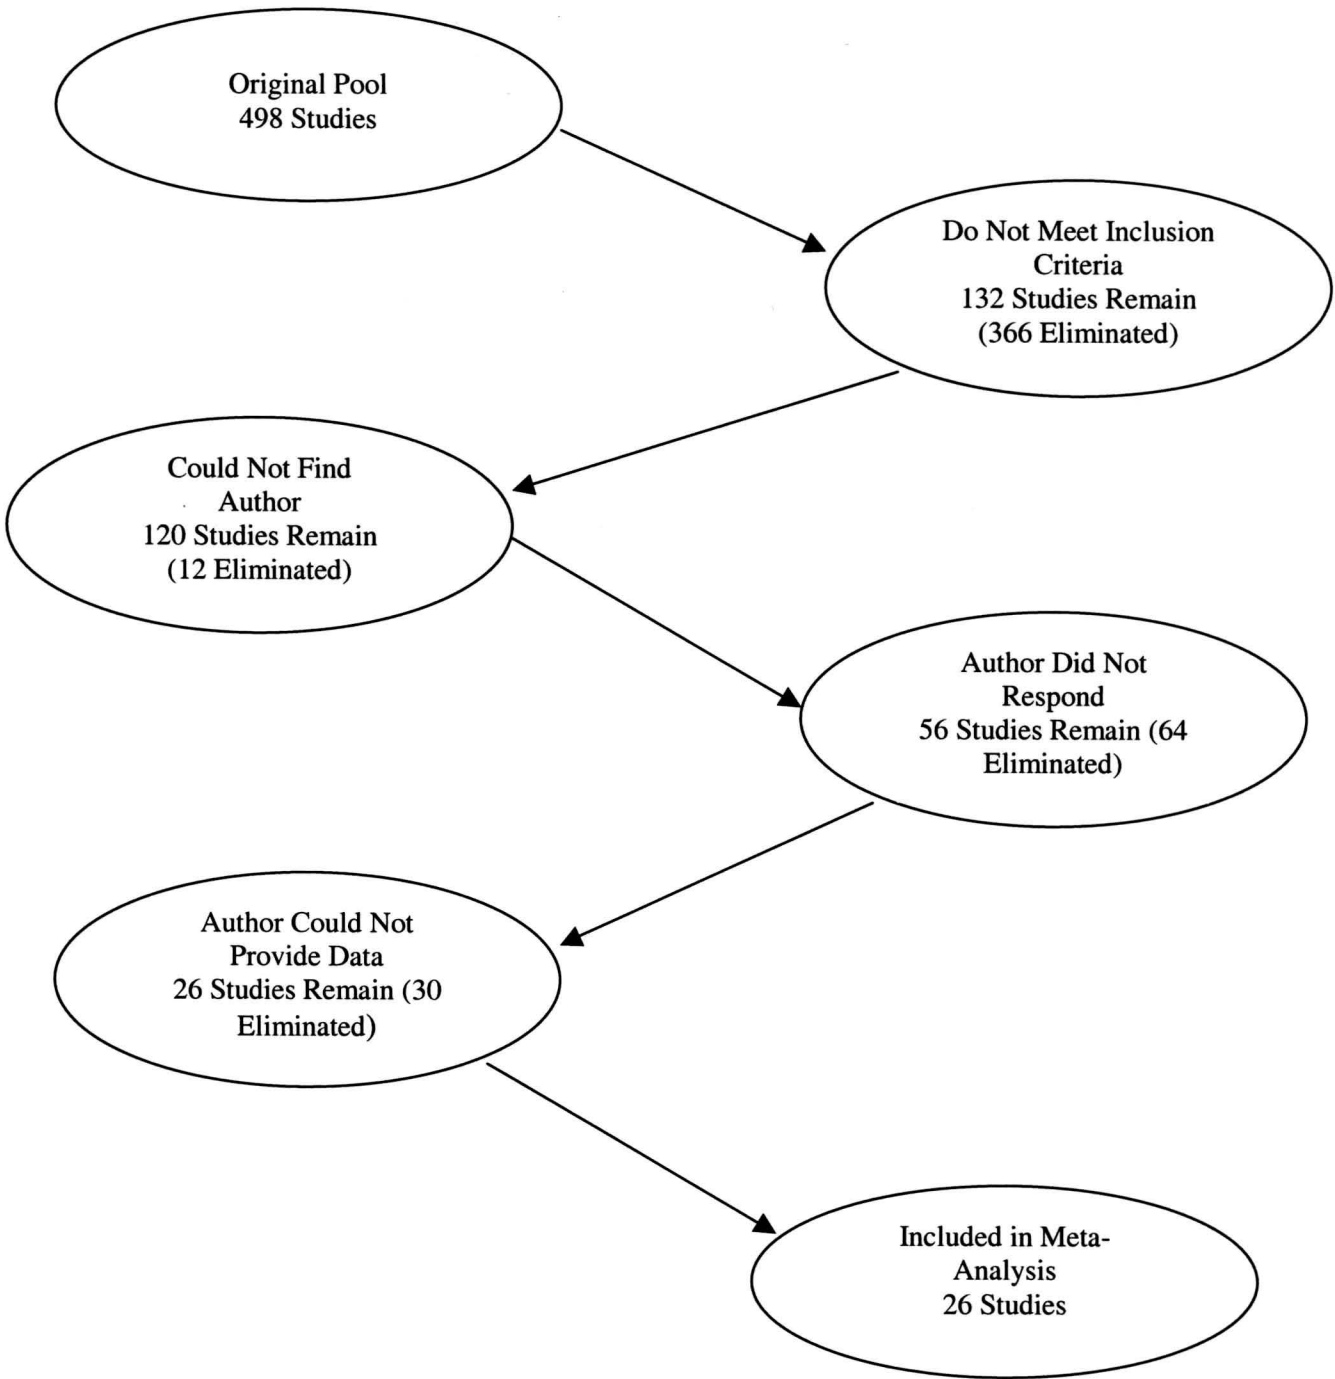 Original Pool
498 Studies
Do Not Meet Inclusion
Criteria
132 Studies Remain
(366 Eliminated)
Could Not Find
Author
120 Studies Remain
(12 Eliminated)
Author Did Not
Respond
56 Studies Remain (64
Eliminated)
Author Could Not
Provide Data
26 Studies Remain (30
Eliminated)
Included in Meta-
Analysis
26 Studies